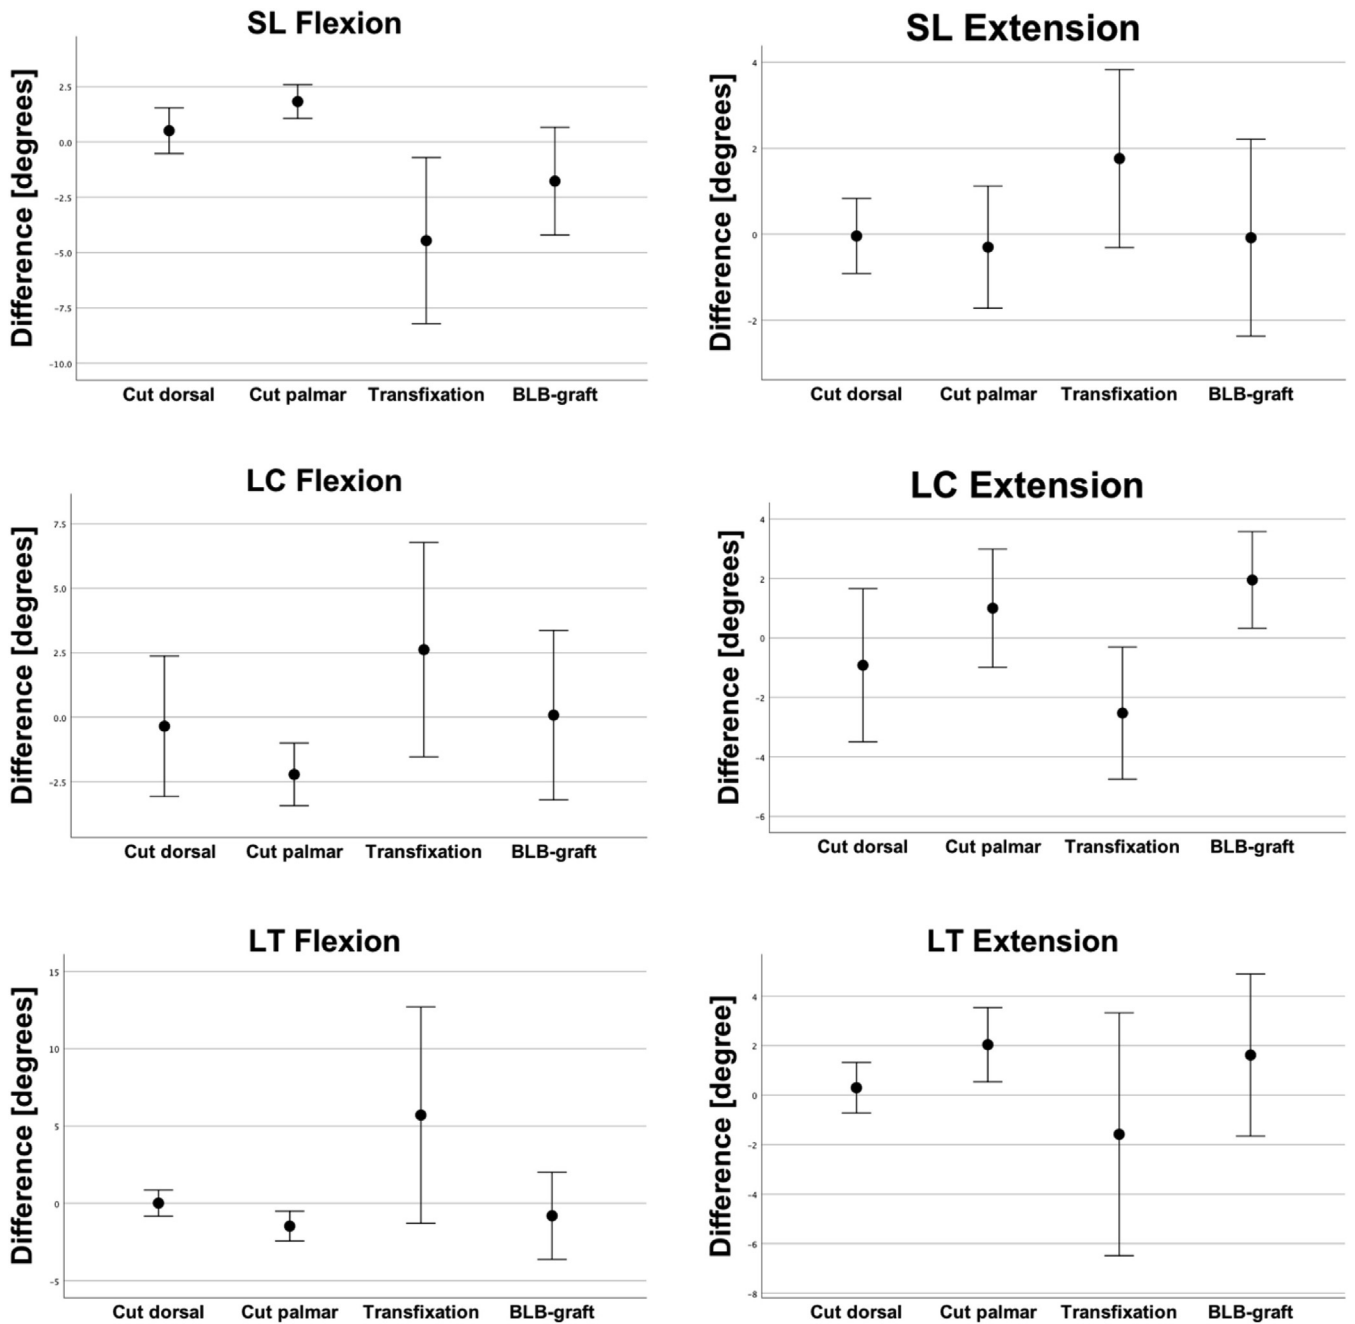 SL Flexion
Difference [degrees]
2.5
0.0
−2.5
−5.0
−7.5
−10.0
Cut dorsal Cut palmar Transfixation BLB-graft
SL Extension
Difference [degrees]
4
2
0
−2
Cut dorsal Cut palmar Transfixation BLB-graft
LC Flexion
Difference [degrees]
7.5
5.0
2.5
0.0
−2.5
Cut dorsal Cut palmar Transfixation BLB-graft
LC Extension
Difference [degrees]
4
2
0
−2
−4
−6
Cut dorsal Cut palmar Transfixation BLB-graft
LT Flexion
Difference [degrees]
15
10
5
0
−5
Cut dorsal Cut palmar Transfixation BLB-graft
LT Extension
Difference [degree]
4
2
0
−2
−4
−6
−8
Cut dorsal Cut palmar Transfixation BLB-graft